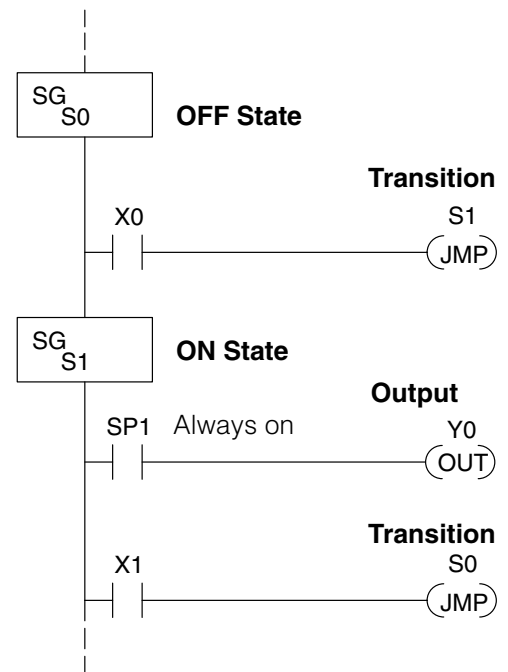 SG
S0
OFF State
Transition
X0
S1
JMP
SG
S1
ON State
Output
SP1
Always on
Y0
OUT
Transition
X1
S0
JMP